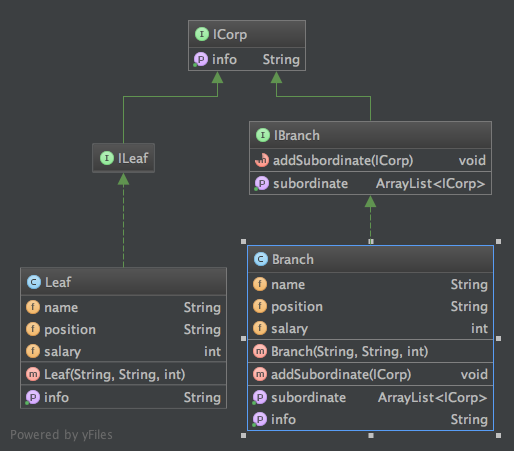 I ICorp
p info String
I ILeaf
I IBranch
m addSubordinate(ICorp) void
p subordinate ArrayList<ICorp>
C Leaf
f name String
f position String
f salary int
m Leaf(String, String, int)
p info String
C Branch
f name String
f position String
f salary int
m Branch(String, String, int)
m addSubordinate(ICorp) void
p subordinate ArrayList<ICorp>
p info String
Powered by yFiles